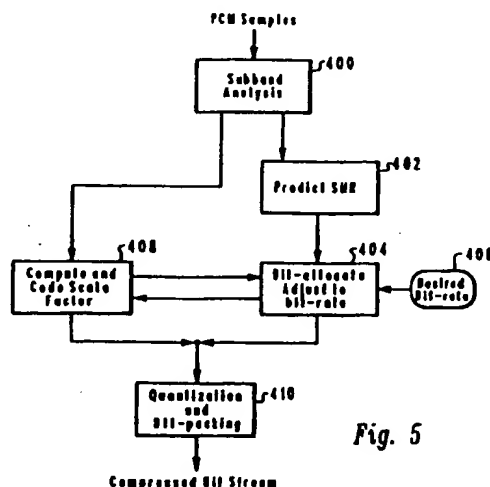 PCM Samples
400
Subband
Analysis
402
Predict SMR
408
Compute and
Code Scale
Factor
404
Bit-allocate
Adjust to
bit-rate
Desired
Bit-rate
Quantization
and
Bit-packing
410
Fig. 5
Compressed Bit Stream